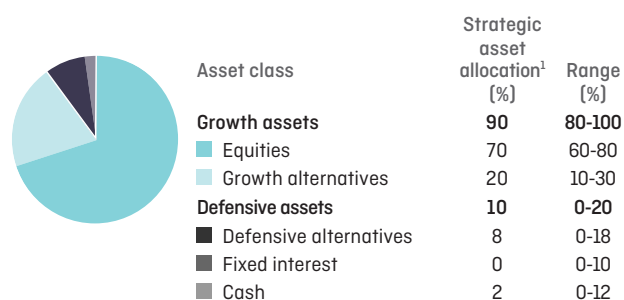 Strategic
asset
Asset class allocation¹ Range
(%) (%)
Growth assets 90 80-100
Equities 70 60-80
Growth alternatives 20 10-30
Defensive assets 10 0-20
Defensive alternatives 8 0-18
Fixed interest 0 0-10
Cash 2 0-12